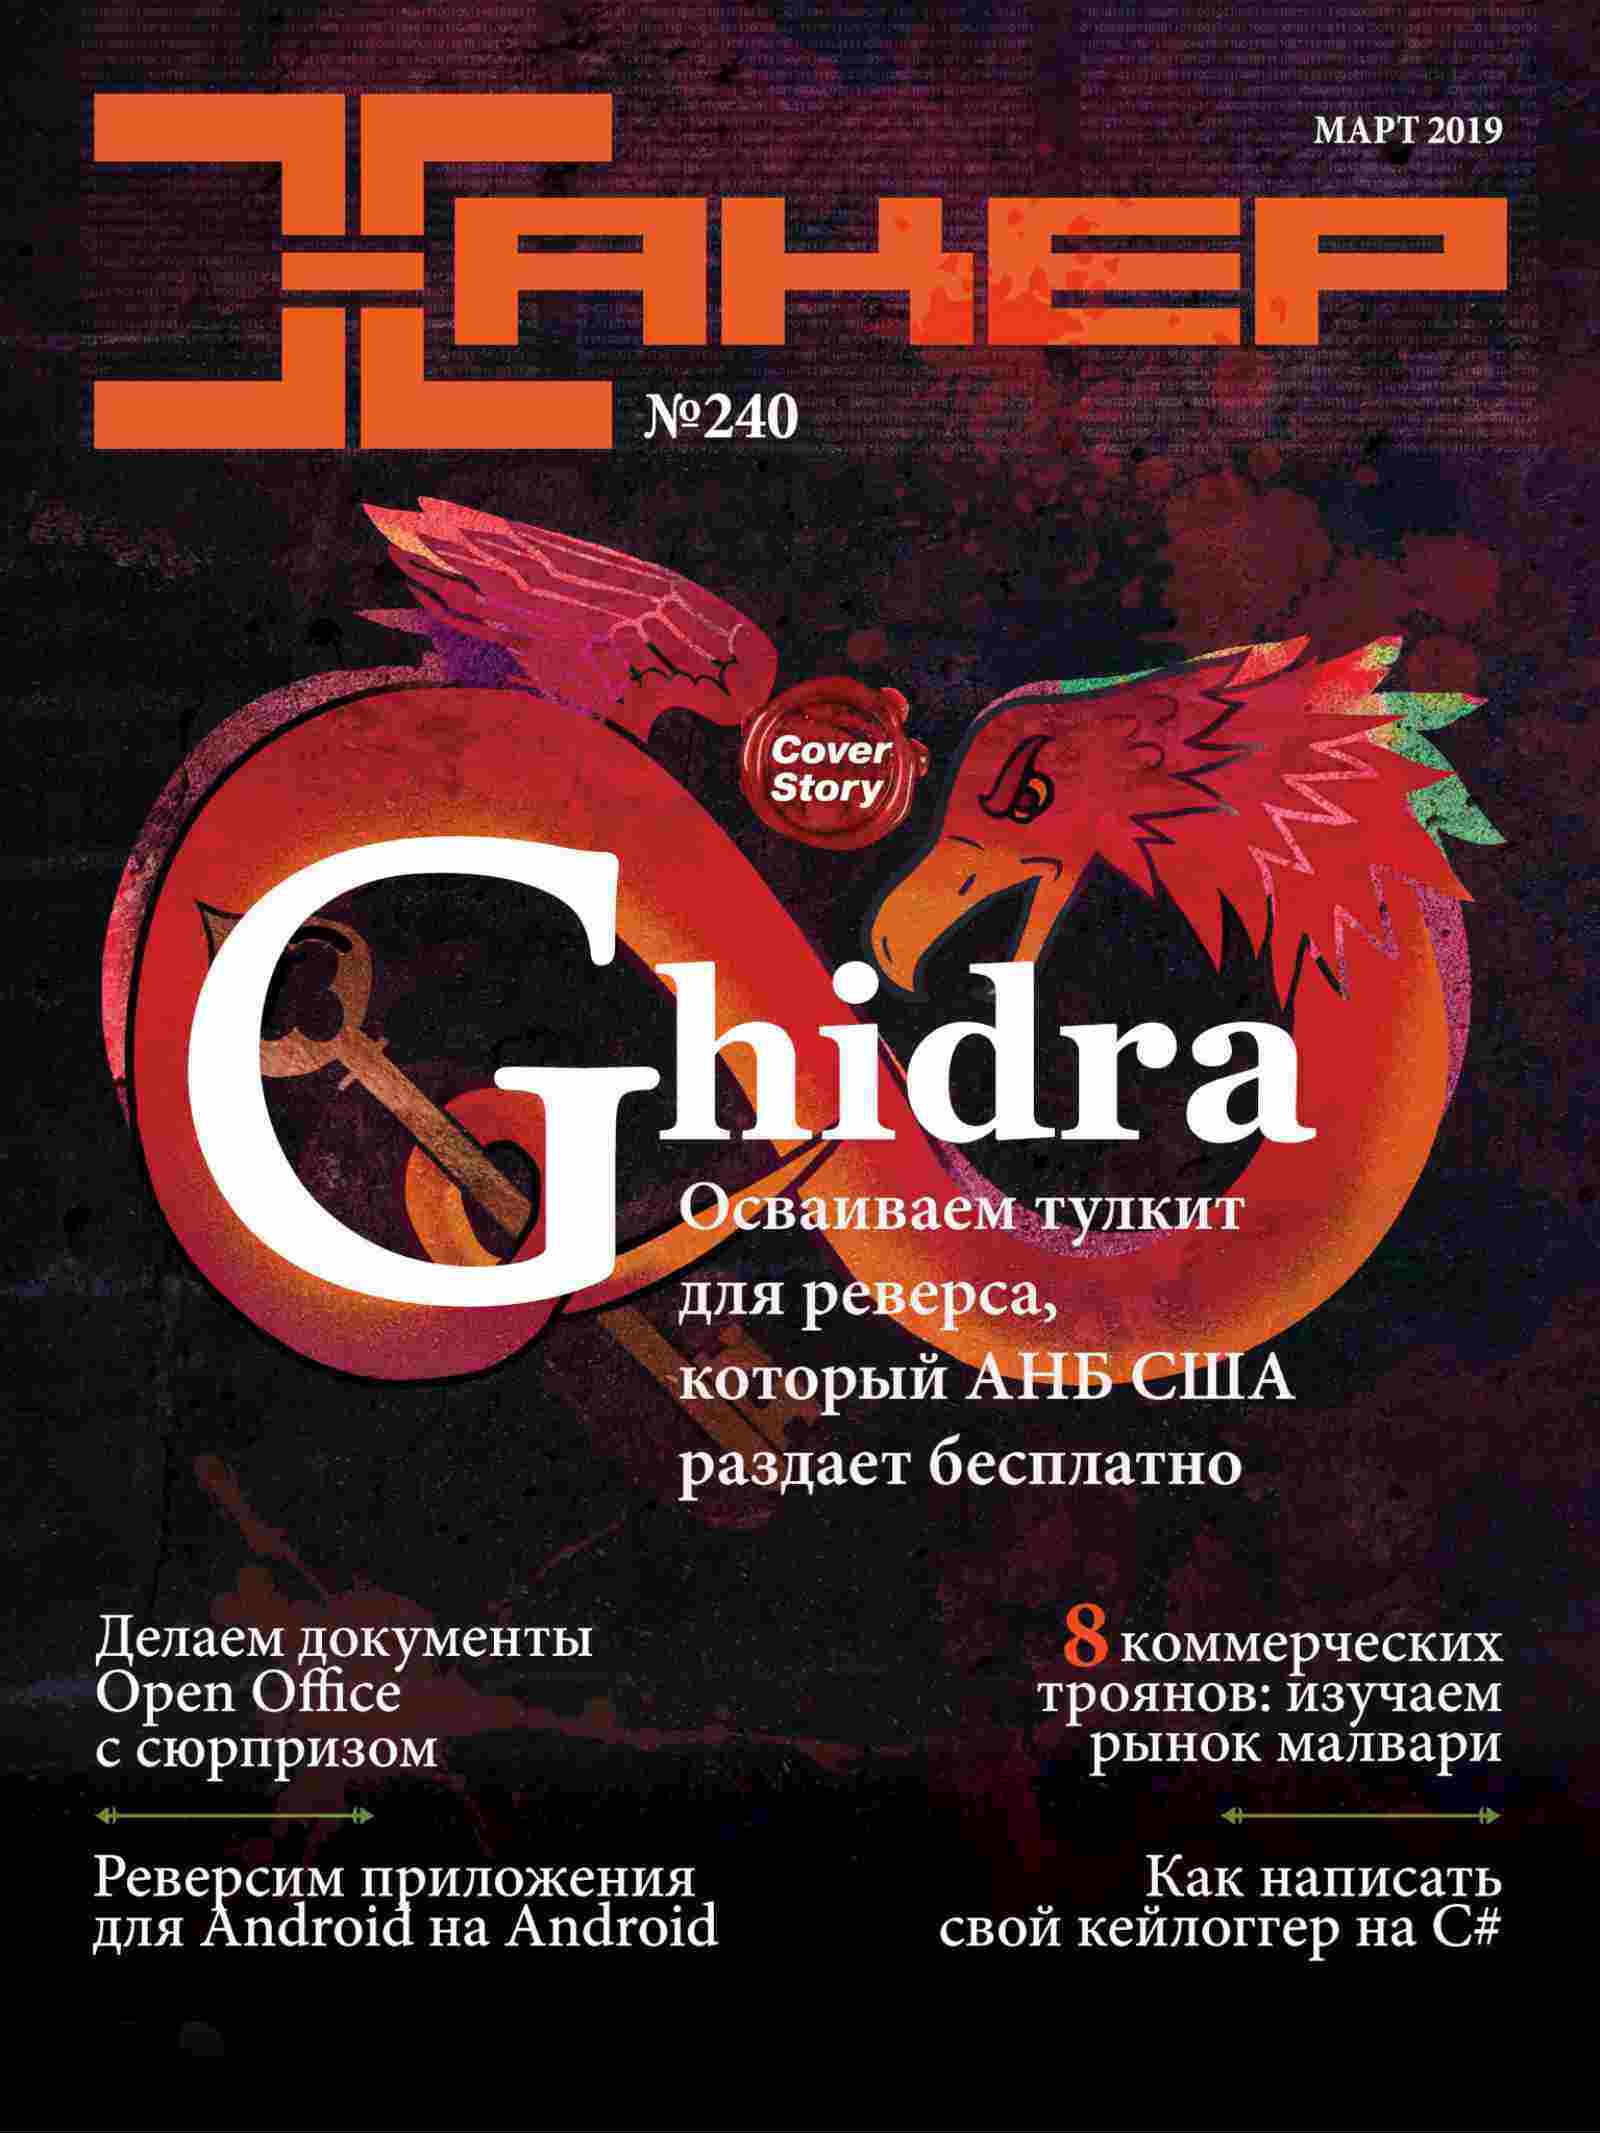 МАРТ 2019
ХАКЕР
№240
Cover
Story
Ghidra
Осваиваем тулкит
для реверса,
который АНБ США
раздает бесплатно
Делаем документы
Open Office
с сюрпризом
Реверсим приложения
для Android на Android
8 коммерческих
троянов: изучаем
рынок малвари
Как написать
свой кейлоггер на C#